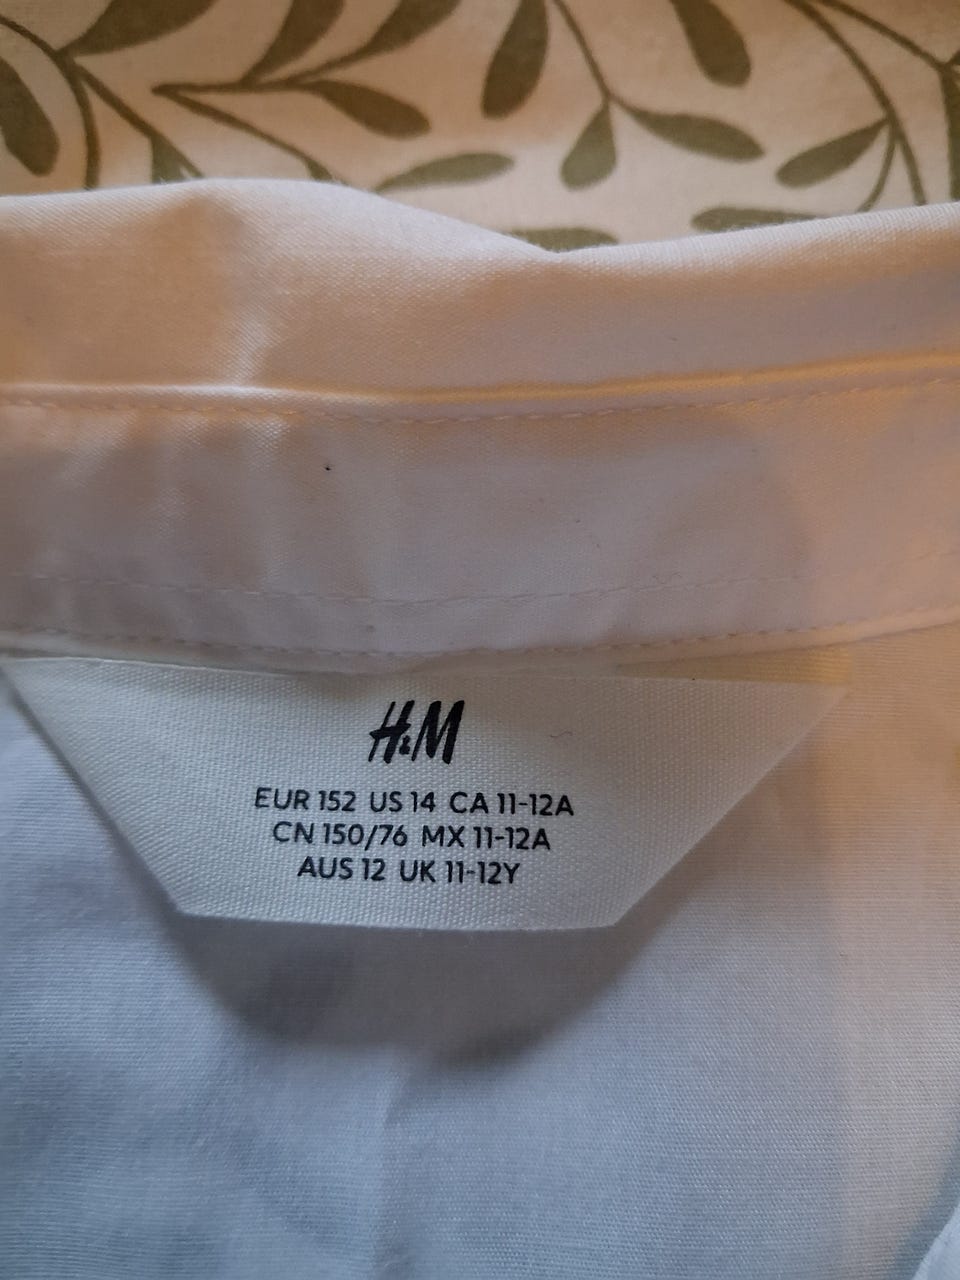 H&M
EUR 152 US 14 CA 11-12A
CN 150/76 MX 11-12A
AUS 12 UK 11-12Y